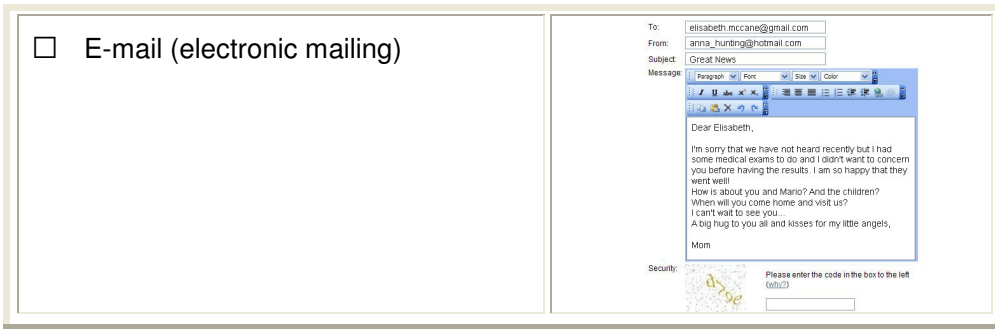 ☐ E-mail (electronic mailing)
To: elisabeth.mccane@gmail.com
From: anna_hunting@hotmail.com
Subject: Great News
Message:
Paragraph Font Size Color
I U abc x² x₂
Dear Elisabeth,
I'm sorry that we have not heard recently but I had
some medical exams to do and I didn't want to concern
you before having the results. I am so happy that they
went well!
How is about you and Mario? And the children?
When will you come home and visit us?
I can't wait to see you...
A big hug to you all and kisses for my little angels,
Mom
Security:
d79e
Please enter the code in the box to the left
(why?)